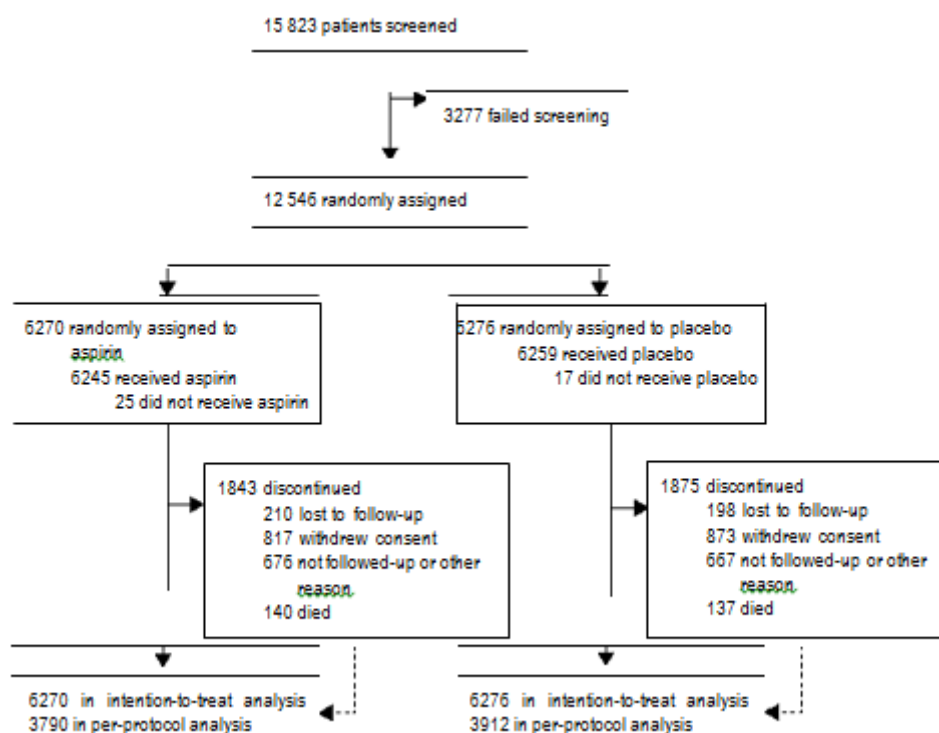 15 823 patients screened
3277 failed screening
12 546 randomly assigned
6270 randomly assigned to
aspirin
6245 received aspirin
25 did not receive aspirin
6276 randomly assigned to placebo
6259 received placebo
17 did not receive placebo
1843 discontinued
210 lost to follow-up
817 withdrew consent
676 not followed-up or other
reason
140 died
1875 discontinued
198 lost to follow-up
873 withdrew consent
667 not followed-up or other
reason
137 died
6270 in intention-to-treat analysis
3790 in per-protocol analysis
6276 in intention-to-treat analysis
3912 in per-protocol analysis